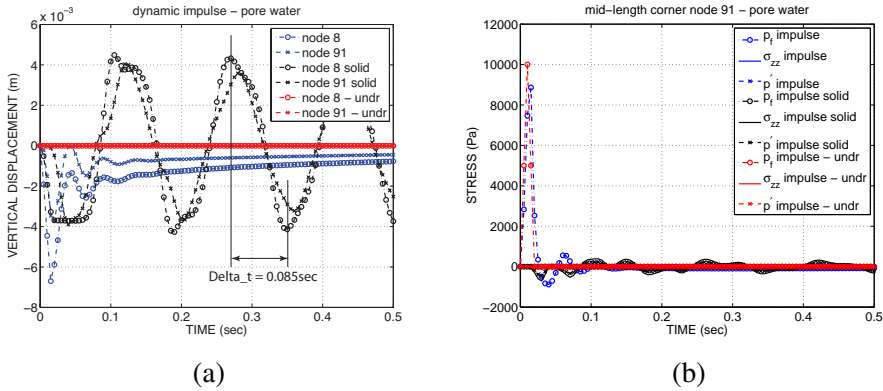 dynamic impulse – pore water
x 10⁻³
6
4
2
0
−2
−4
−6
−8
VERTICAL DISPLACEMENT (m)
node 8
node 91
node 8 solid
node 91 solid
node 8 – undr
node 91 – undr
Delta_t = 0.085sec
0
0.1
0.2
0.3
0.4
0.5
TIME (sec)
(a)
mid−length corner node 91 − pore water
12000
10000
8000
6000
4000
2000
0
−2000
STRESS (Pa)
p_f impulse
σ_zz impulse
p′ impulse
p_f impulse solid
σ_zz impulse solid
p′ impulse solid
p_f impulse − undr
σ_zz impulse − undr
p′ impulse − undr
0
0.1
0.2
0.3
0.4
0.5
TIME (sec)
(b)